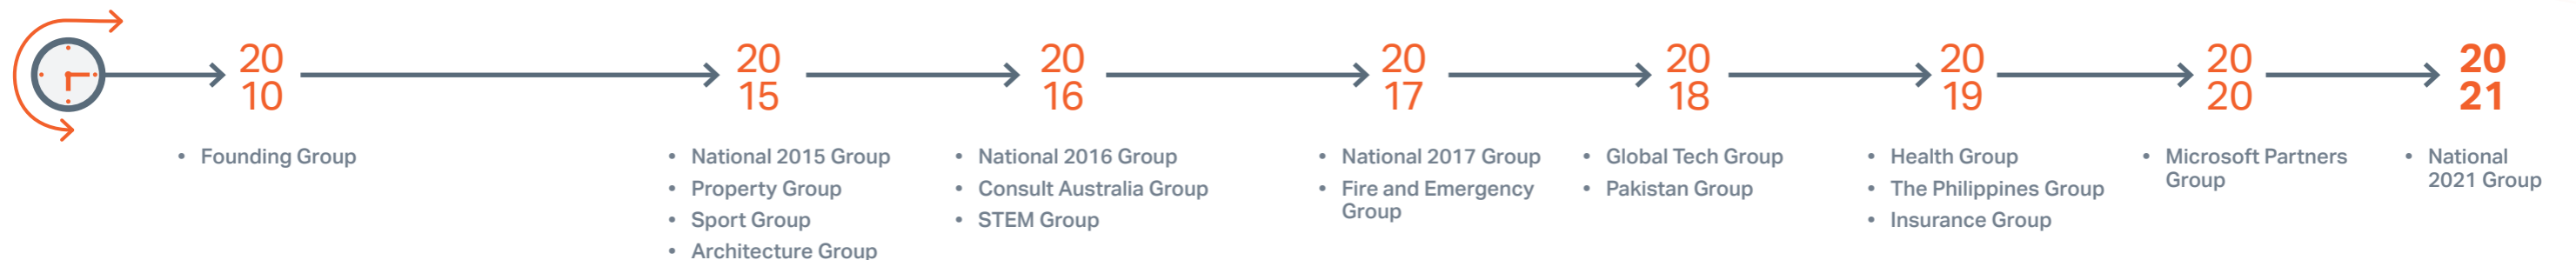 20
10
• Founding Group
20
15
• National 2015 Group
• Property Group
• Sport Group
• Architecture Group
20
16
• National 2016 Group
• Consult Australia Group
• STEM Group
20
17
• National 2017 Group
• Fire and Emergency
Group
20
18
• Global Tech Group
• Pakistan Group
20
19
• Health Group
• The Philippines Group
• Insurance Group
20
20
• Microsoft Partners
Group
20
21
• National
2021 Group